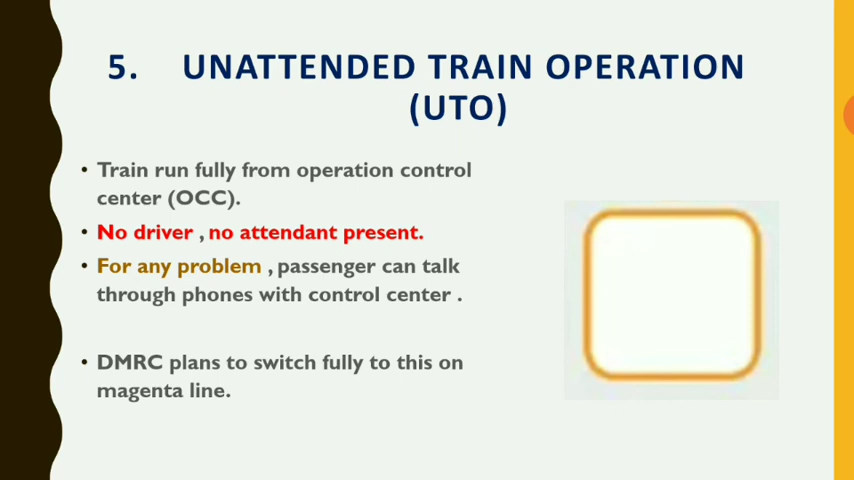 5. UNATTENDED TRAIN OPERATION
(UTO)
• Train run fully from operation control
center (OCC).
• No driver , no attendant present.
• For any problem , passenger can talk
through phones with control center .
• DMRC plans to switch fully to this on
magenta line.